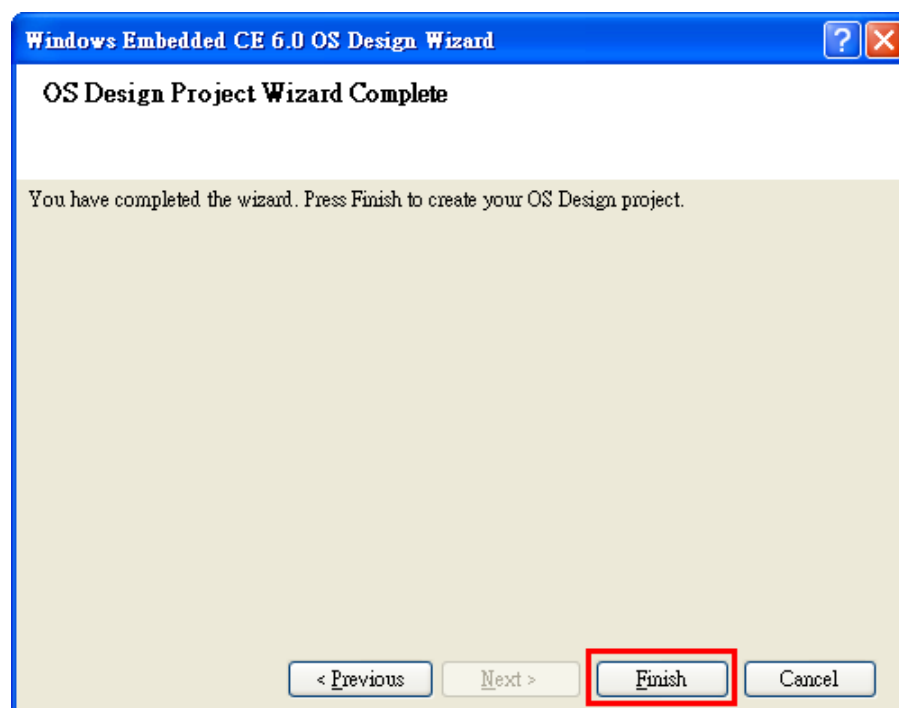 Windows Embedded CE 6.0 OS Design Wizard
OS Design Project Wizard Complete
You have completed the wizard. Press Finish to create your OS Design project.
< Previous Next > Finish Cancel